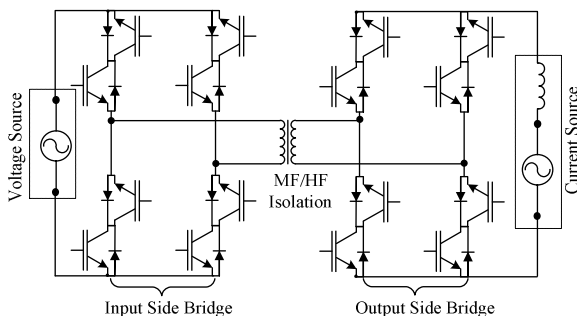 Voltage Source
MF/HF
Isolation
Current Source
Input Side Bridge
Output Side Bridge